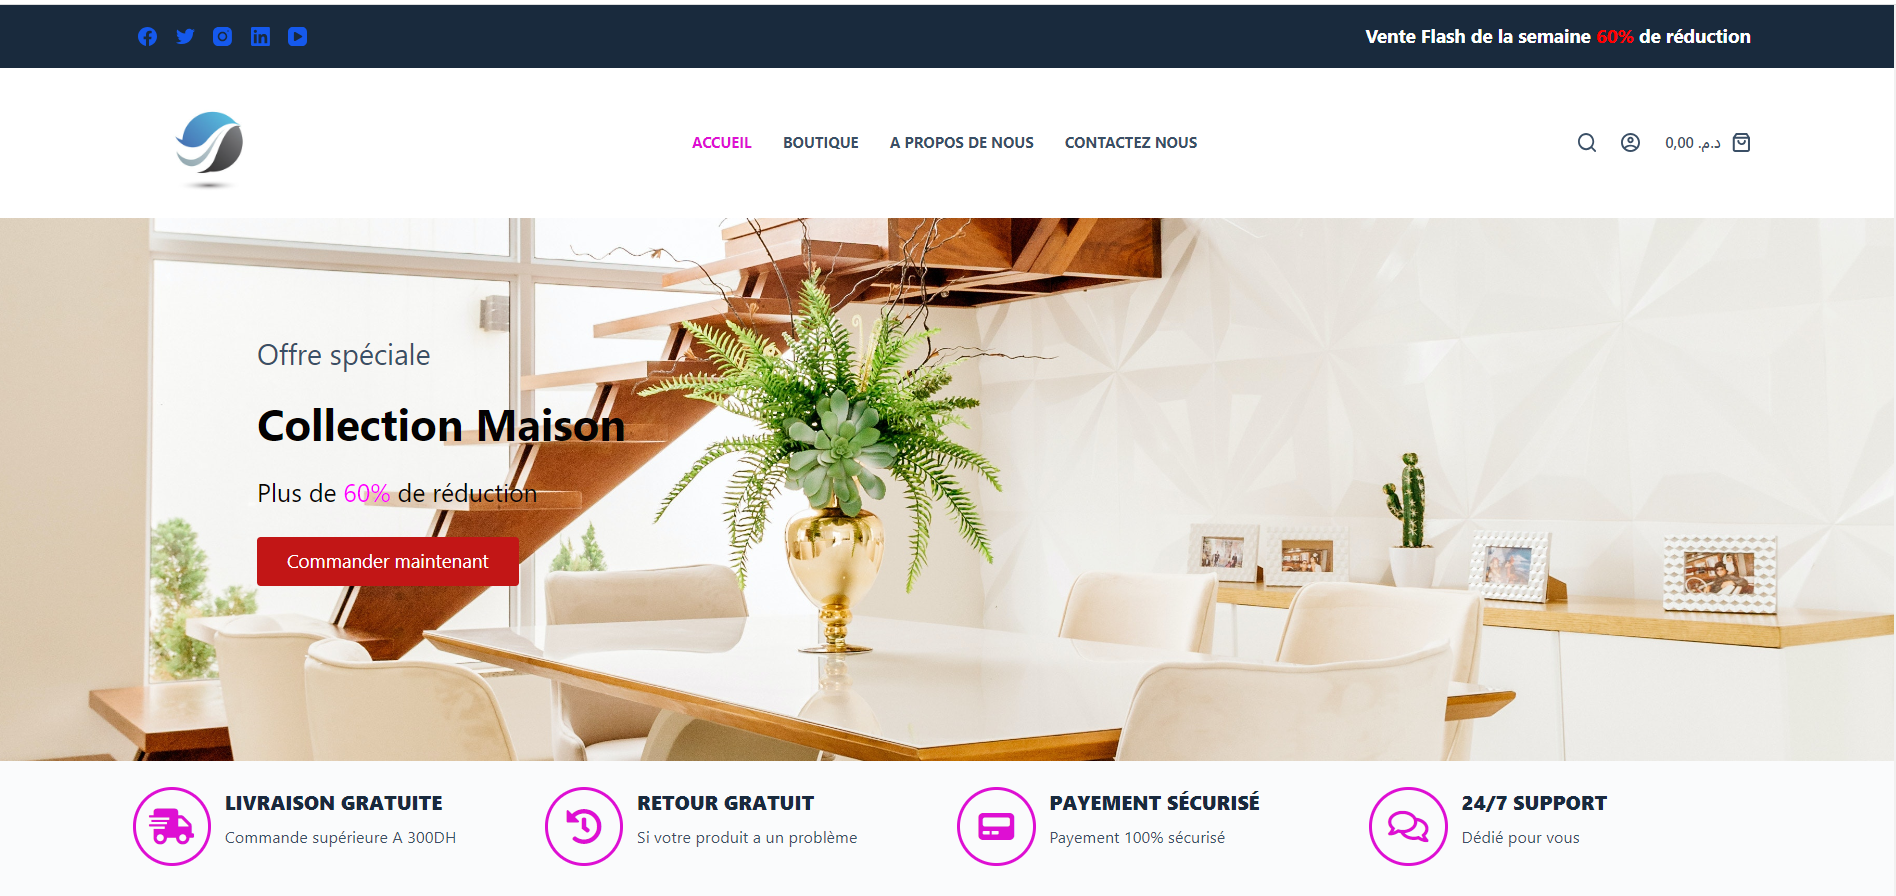 Vente Flash de la semaine 60% de réduction
ACCUEIL BOUTIQUE A PROPOS DE NOUS CONTACTEZ NOUS
0,00 د.م.
Offre spéciale
Collection Maison
Plus de 60% de réduction
Commander maintenant
LIVRAISON GRATUITE
Commande supérieure A 300DH
RETOUR GRATUIT
Si votre produit a un problème
PAYEMENT SÉCURISÉ
Payement 100% sécurisé
24/7 SUPPORT
Dédié pour vous